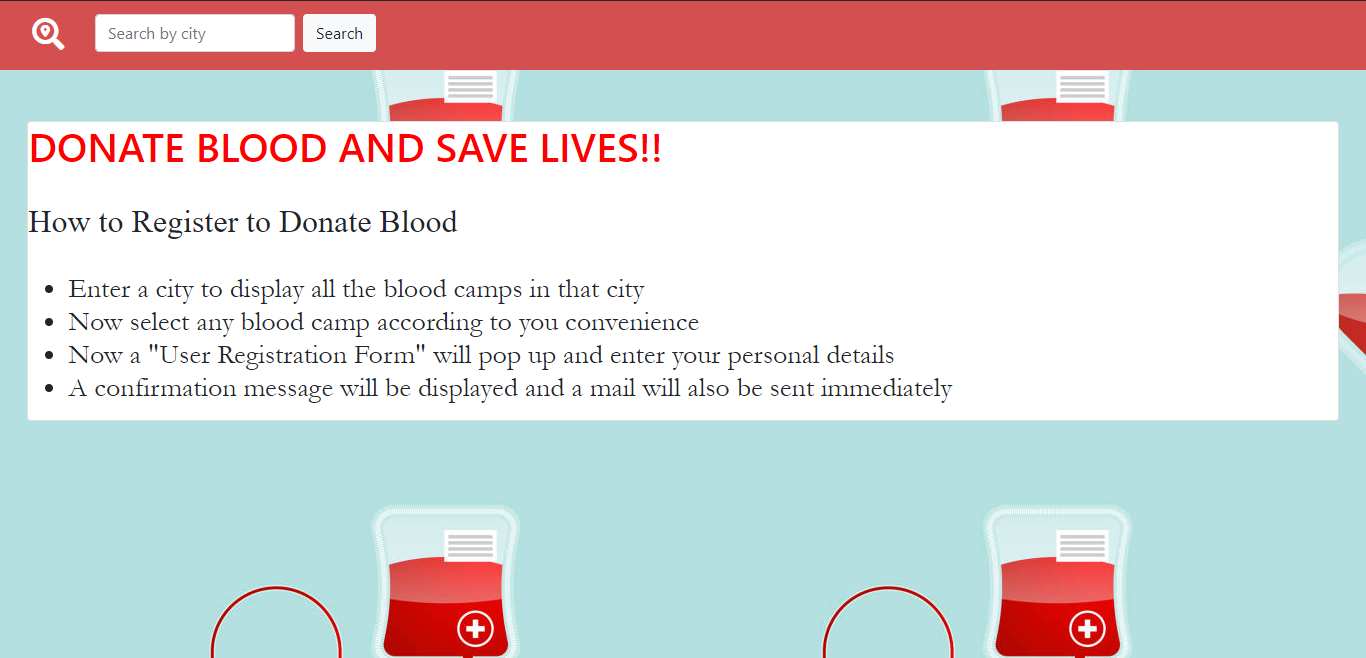 Search by city
Search
DONATE BLOOD AND SAVE LIVES!!
How to Register to Donate Blood
Enter a city to display all the blood camps in that city
Now select any blood camp according to you convenience
Now a "User Registration Form" will pop up and enter your personal details
A confirmation message will be displayed and a mail will also be sent immediately